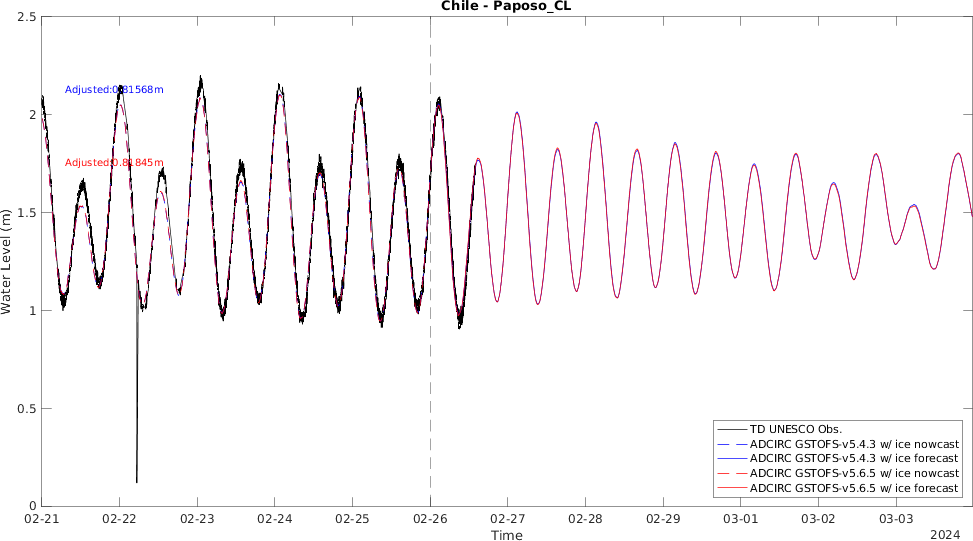 Chile - Paposo_CL
2.5
2
1.5
1
0.5
0
Water Level (m)
Adjusted:0.81568m
Adjusted:0.81845m
TD UNESCO Obs.
ADCIRC GSTOFS-v5.4.3 w/ ice nowcast
ADCIRC GSTOFS-v5.4.3 w/ ice forecast
ADCIRC GSTOFS-v5.6.5 w/ ice nowcast
ADCIRC GSTOFS-v5.6.5 w/ ice forecast
02-21 02-22 02-23 02-24 02-25 02-26 02-27 02-28 02-29 03-01 03-02 03-03
Time
2024